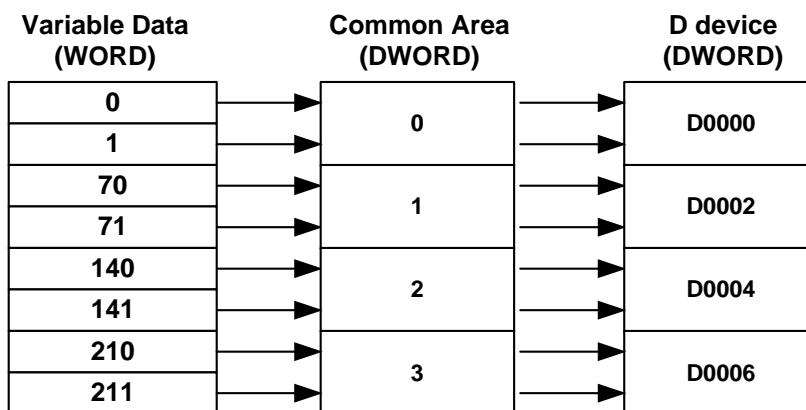 Variable Data
(WORD)
Common Area
(DWORD)
D device
(DWORD)
0
1
70
71
140
141
210
211
0
1
2
3
D0000
D0002
D0004
D0006